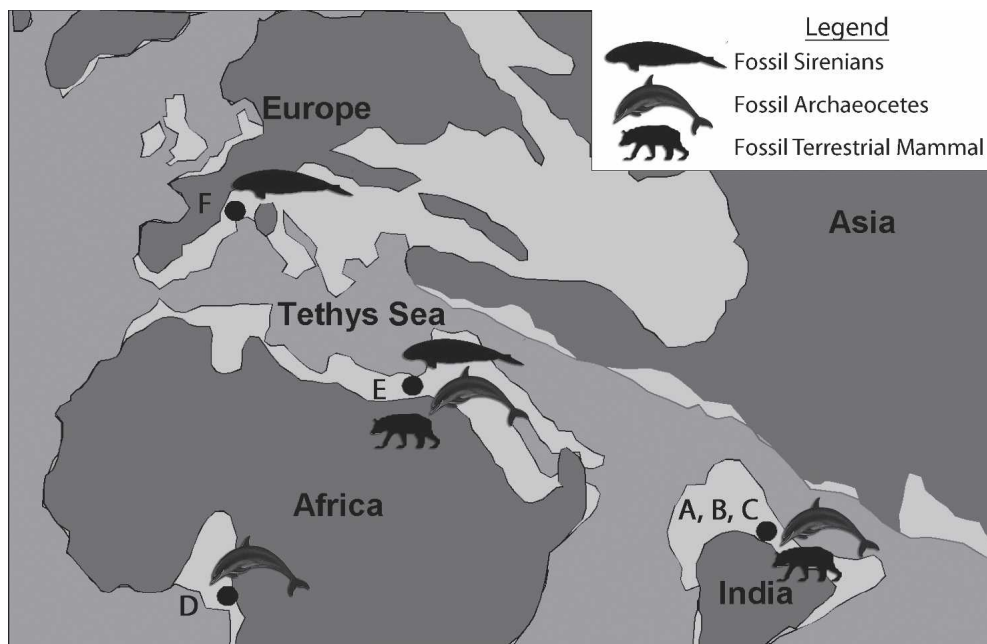 Legend
Fossil Sirenians
Fossil Archaeocetes
Fossil Terrestrial Mammal
Europe
F
Asia
Tethys Sea
E
Africa
A, B, C
D
India